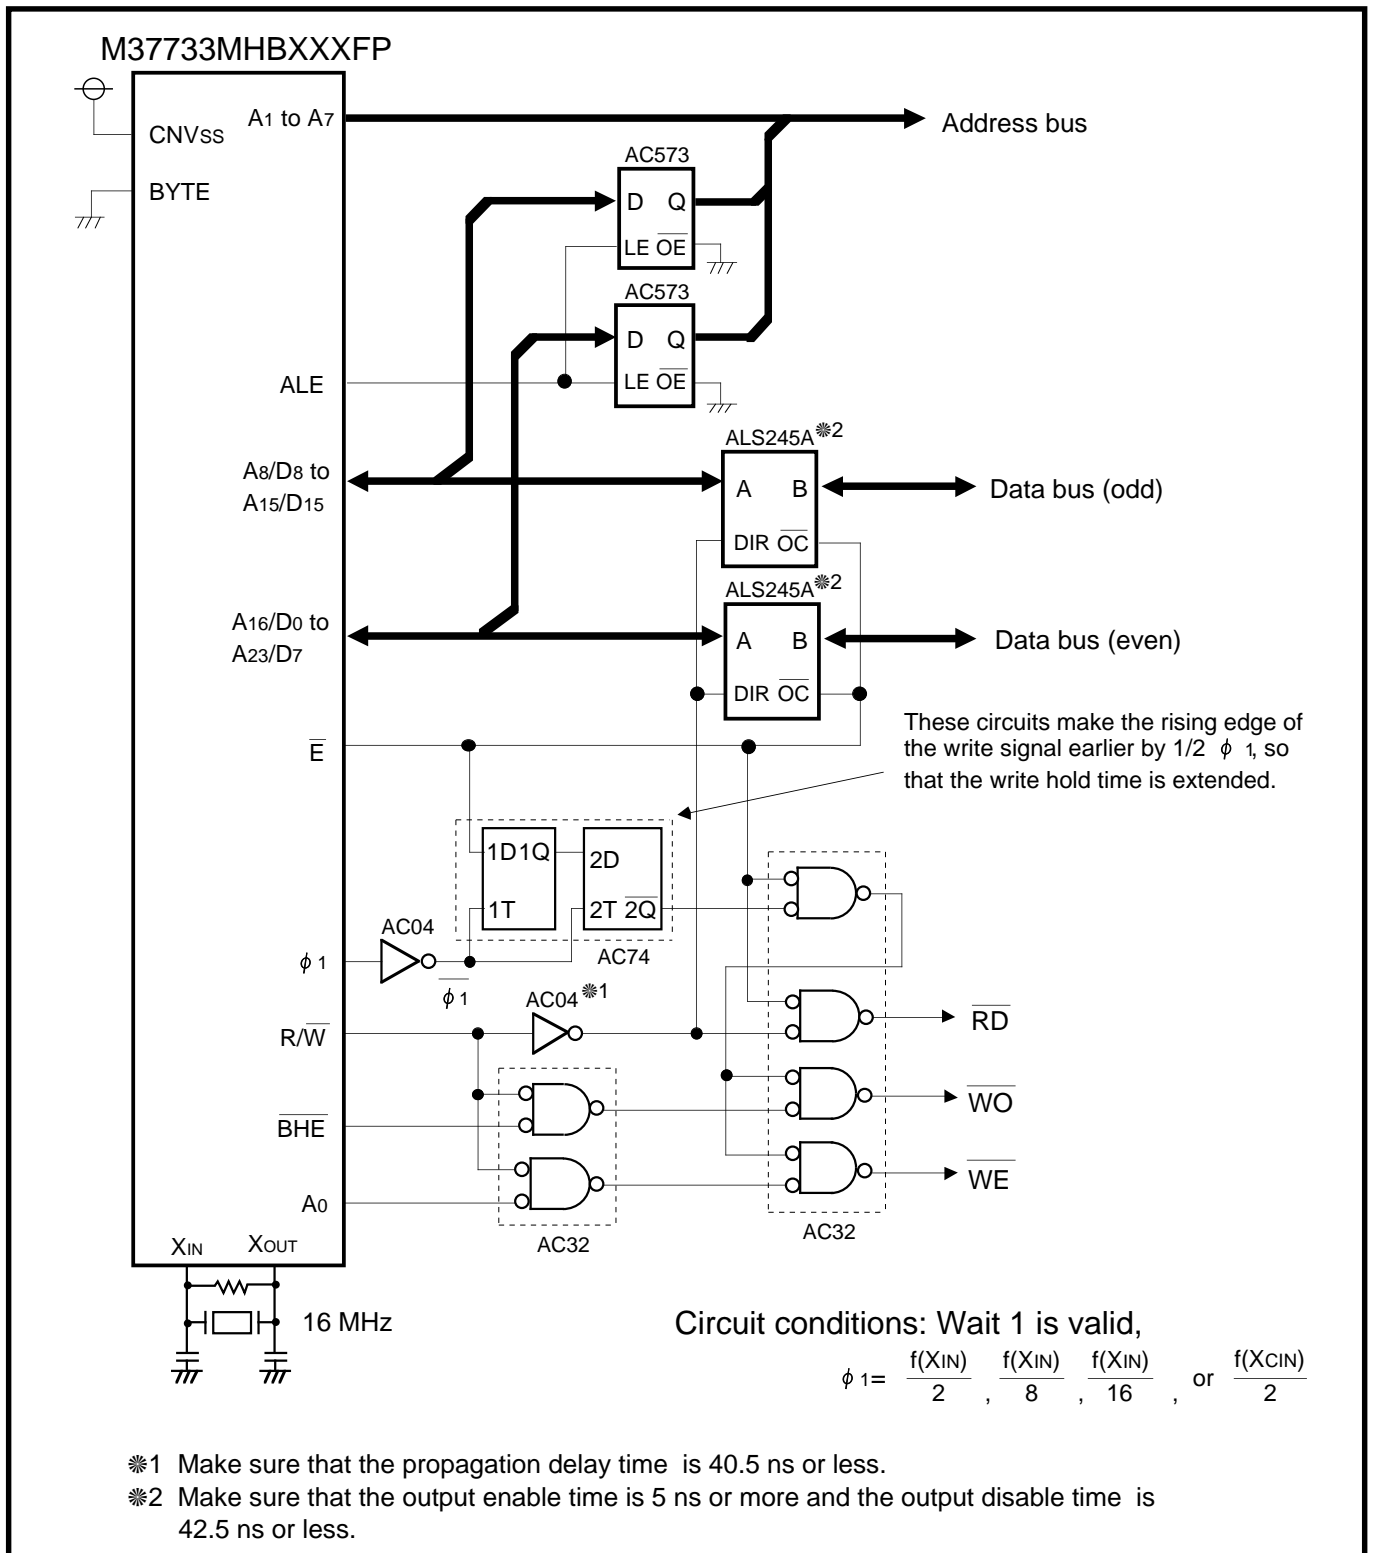 M37733MHBXXXFP
CNVSS
A1 to A7
Address bus
BYTE
AC573
D Q
LE OE
AC573
D Q
LE OE
ALE
ALS245A❋2
A8/D8 to
A15/D15
A B
Data bus (odd)
DIR OC
ALS245A❋2
A16/D0 to
A23/D7
A B
Data bus (even)
DIR OC
E
These circuits make the rising edge of
the write signal earlier by 1/2 ϕ 1, so
that the write hold time is extended.
1D 1Q
2D
1T
2T 2Q
AC04
AC74
ϕ 1
ϕ 1
AC04 ❋1
R/W
RD
BHE
WO
WE
A0
AC32
AC32
XIN XOUT
16 MHz
Circuit conditions: Wait 1 is valid,
ϕ 1= f(XIN)/2 , f(XIN)/8 , f(XIN)/16 , or f(XCIN)/2
❋1 Make sure that the propagation delay time is 40.5 ns or less.
❋2 Make sure that the output enable time is 5 ns or more and the output disable time is
42.5 ns or less.